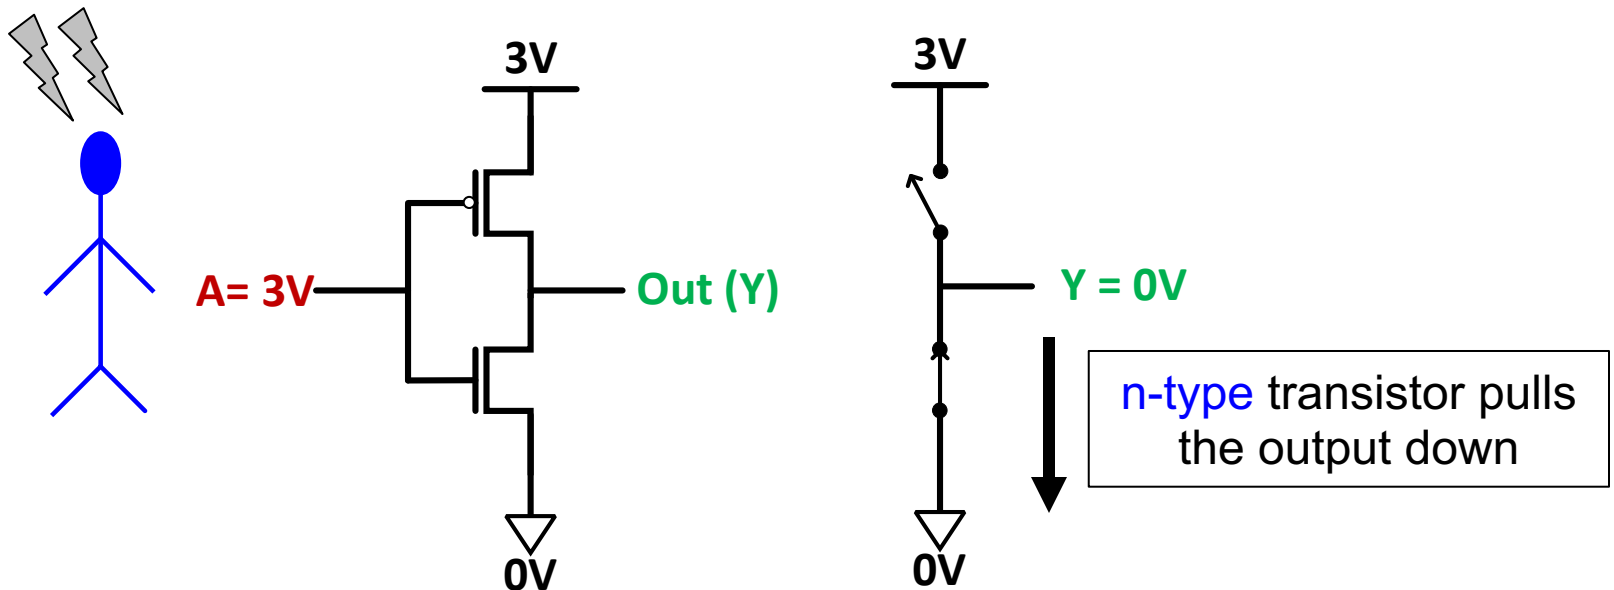 3V
A= 3V
Out (Y)
0V
3V
Y = 0V
n-type transistor pulls
the output down
0V